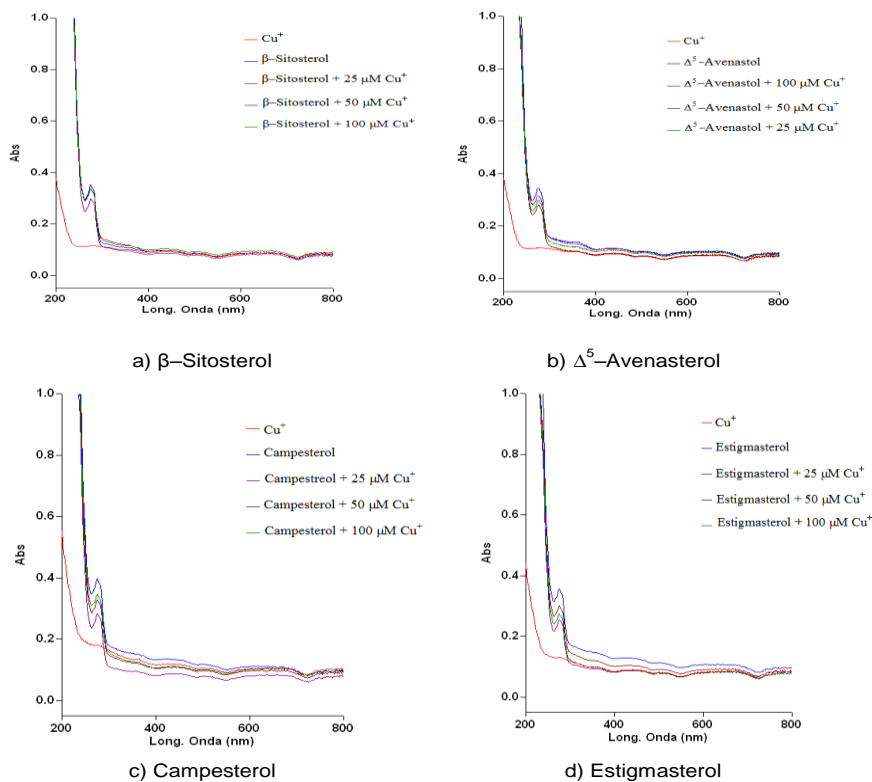 1.0
0.8
0.6
0.4
0.2
0.0
Abs
200
400
600
800
Long. Onda (nm)
Cu+
β–Sitosterol
β–Sitosterol + 25 μM Cu+
β–Sitosterol + 50 μM Cu+
β–Sitosterol + 100 μM Cu+
a) β–Sitosterol
1.0
0.8
0.6
0.4
0.2
0.0
Abs
200
400
600
800
Long. Onda (nm)
Cu+
Δ5–Avenastol
Δ5–Avenastol + 100 μM Cu+
Δ5–Avenastol + 50 μM Cu+
Δ5–Avenastol + 25 μM Cu+
b) Δ5–Avenasterol
1.0
0.8
0.6
0.4
0.2
0.0
Abs
200
400
600
800
Long. Onda (nm)
Cu+
Campesterol
Campestreol + 25 μM Cu+
Campesterol + 50 μM Cu+
Campesterol + 100 μM Cu+
c) Campesterol
1.0
0.8
0.6
0.4
0.2
0.0
Abs
200
400
600
800
Long. Onda (nm)
Cu+
Estigmasterol
Estigmasterol + 25 μM Cu+
Estigmasterol + 50 μM Cu+
Estigmasterol + 100 μM Cu+
d) Estigmasterol